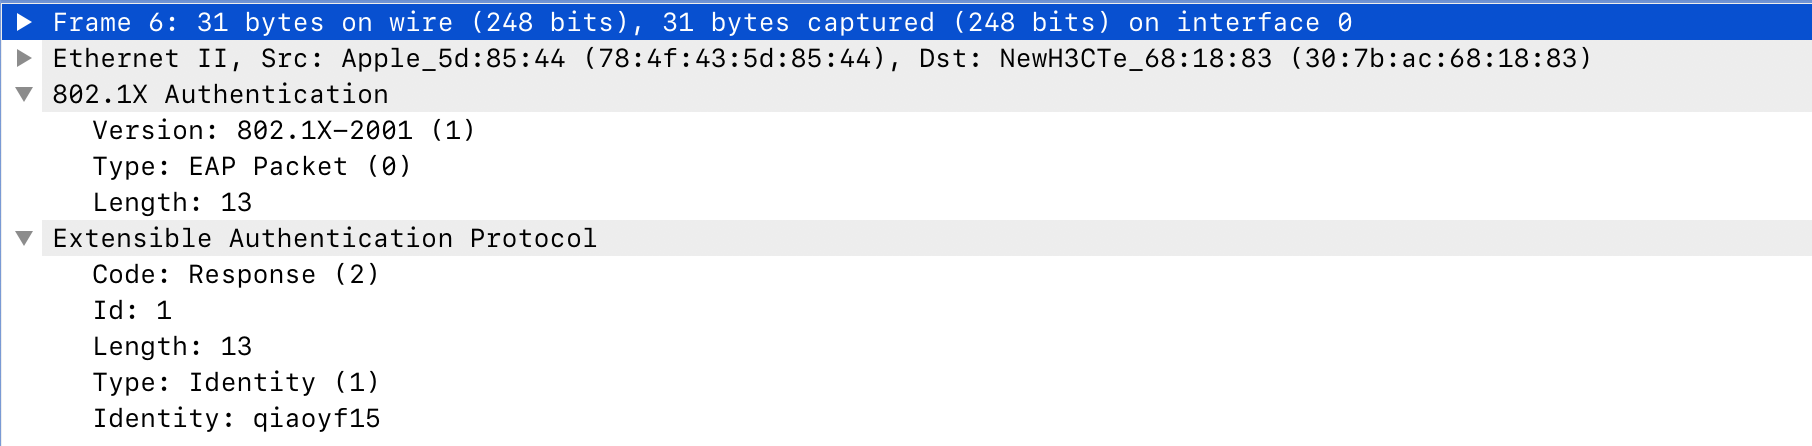 Frame 6: 31 bytes on wire (248 bits), 31 bytes captured (248 bits) on interface 0
Ethernet II, Src: Apple_5d:85:44 (78:4f:43:5d:85:44), Dst: NewH3CTe_68:18:83 (30:7b:ac:68:18:83)
802.1X Authentication
Version: 802.1X-2001 (1)
Type: EAP Packet (0)
Length: 13
Extensible Authentication Protocol
Code: Response (2)
Id: 1
Length: 13
Type: Identity (1)
Identity: qiaoyf15